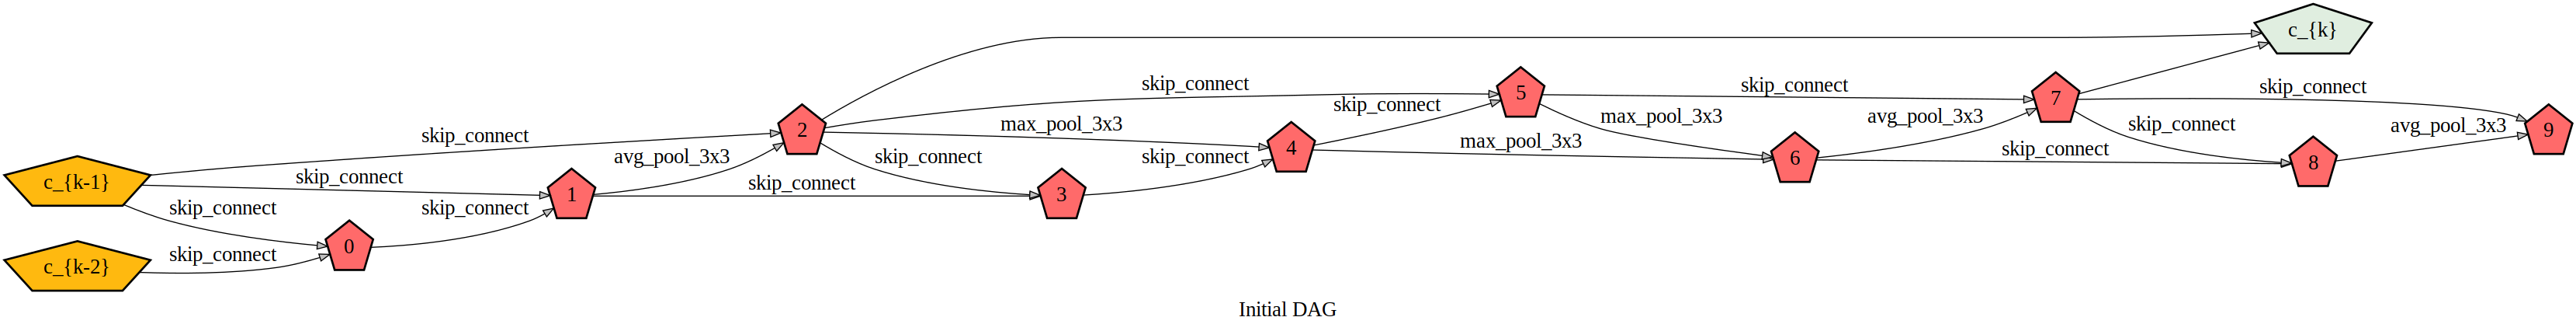 c_{k}
skip_connect
skip_connect
5
skip_connect
7
skip_connect
max_pool_3x3
avg_pool_3x3
skip_connect
avg_pool_3x3
9
skip_connect
2
max_pool_3x3
4
max_pool_3x3
6
skip_connect
8
avg_pool_3x3
skip_connect
skip_connect
c_{k-1}
skip_connect
1
skip_connect
3
skip_connect
skip_connect
0
c_{k-2}
skip_connect
Initial DAG